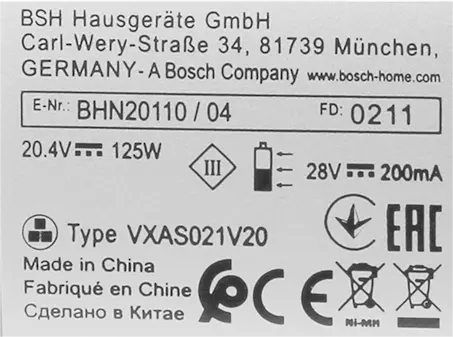 BSH Hausgeräte GmbH
Carl-Wery-Straße 34, 81739 München,
GERMANY - A Bosch Company www.bosch-home.com
E-Nr.: BHN20110 / 04 FD: 0211
20.4V 125W III 28V 200mA
Type VXAS021V20 EAC
Made in China
Fabriqué en Chine
Сделано в Китае CE Ni-MH